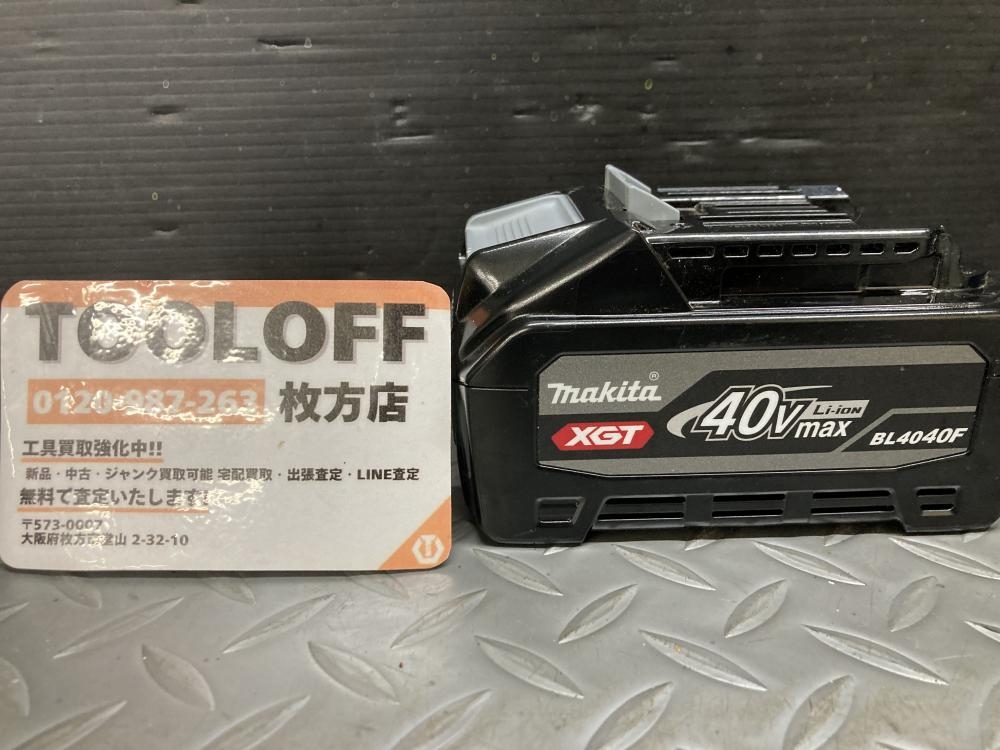 TOOLOFF
0120-987-263 枚方店
工具買取強化中!!
新品・中古・ジャンク買取可能 宅配買取・出張査定・LINE査定
無料で査定いたします!
〒573-0007
大阪府枚方市堂山 2-32-10
makita®
XGT
40Vmax
Li-ion
BL4040F